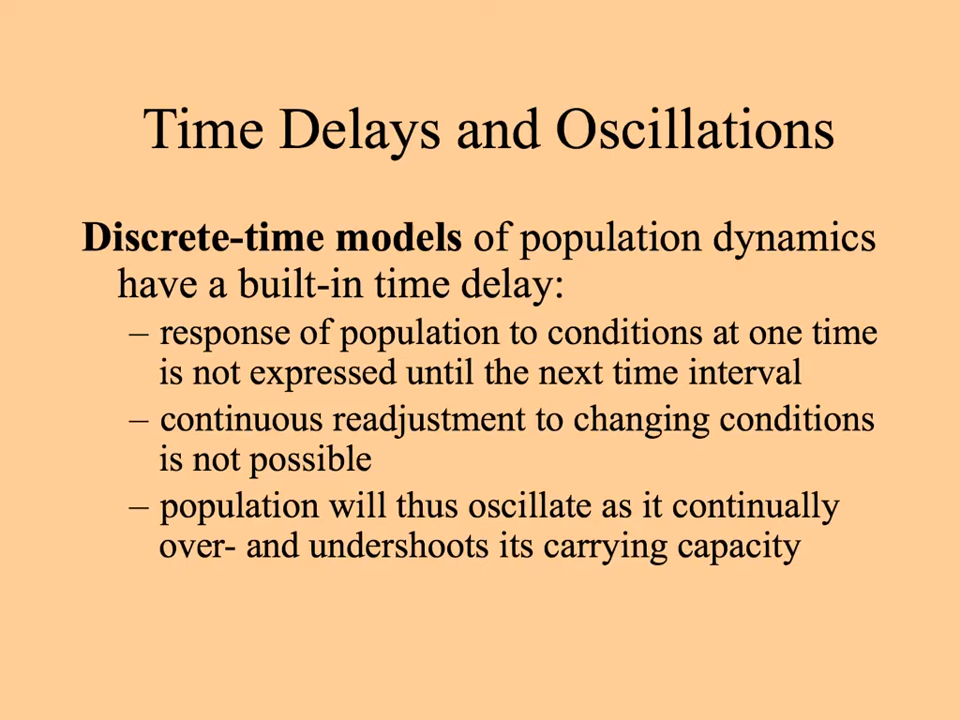 Time Delays and Oscillations
Discrete-time models of population dynamics
have a built-in time delay:
– response of population to conditions at one time
is not expressed until the next time interval
– continuous readjustment to changing conditions
is not possible
– population will thus oscillate as it continually
over- and undershoots its carrying capacity